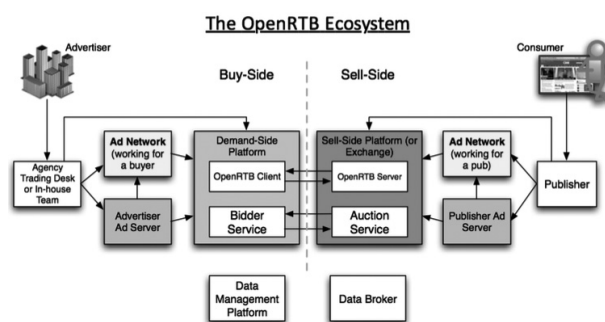 The OpenRTB Ecosystem
Advertiser
Consumer
Buy-Side
Sell-Side
Agency
Trading Desk
or In-house
Team
Ad Network
(working for
a buyer
Advertiser
Ad Server
Demand-Side
Platform
OpenRTB Client
Bidder
Service
Sell-Side Platform (or
Exchange)
OpenRTB Server
Auction
Service
Ad Network
(working for
a pub)
Publisher Ad
Server
Publisher
Data
Management
Platform
Data Broker